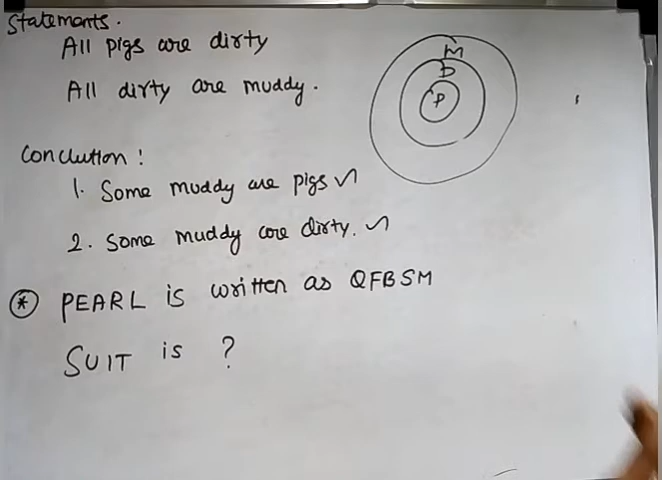 Statements.
All pigs are dirty
All dirty are muddy.
M
D
P
Conclution :
1. Some muddy are pigs
2. Some muddy are dirty.
* PEARL is written as QFBSM
SUIT is ?